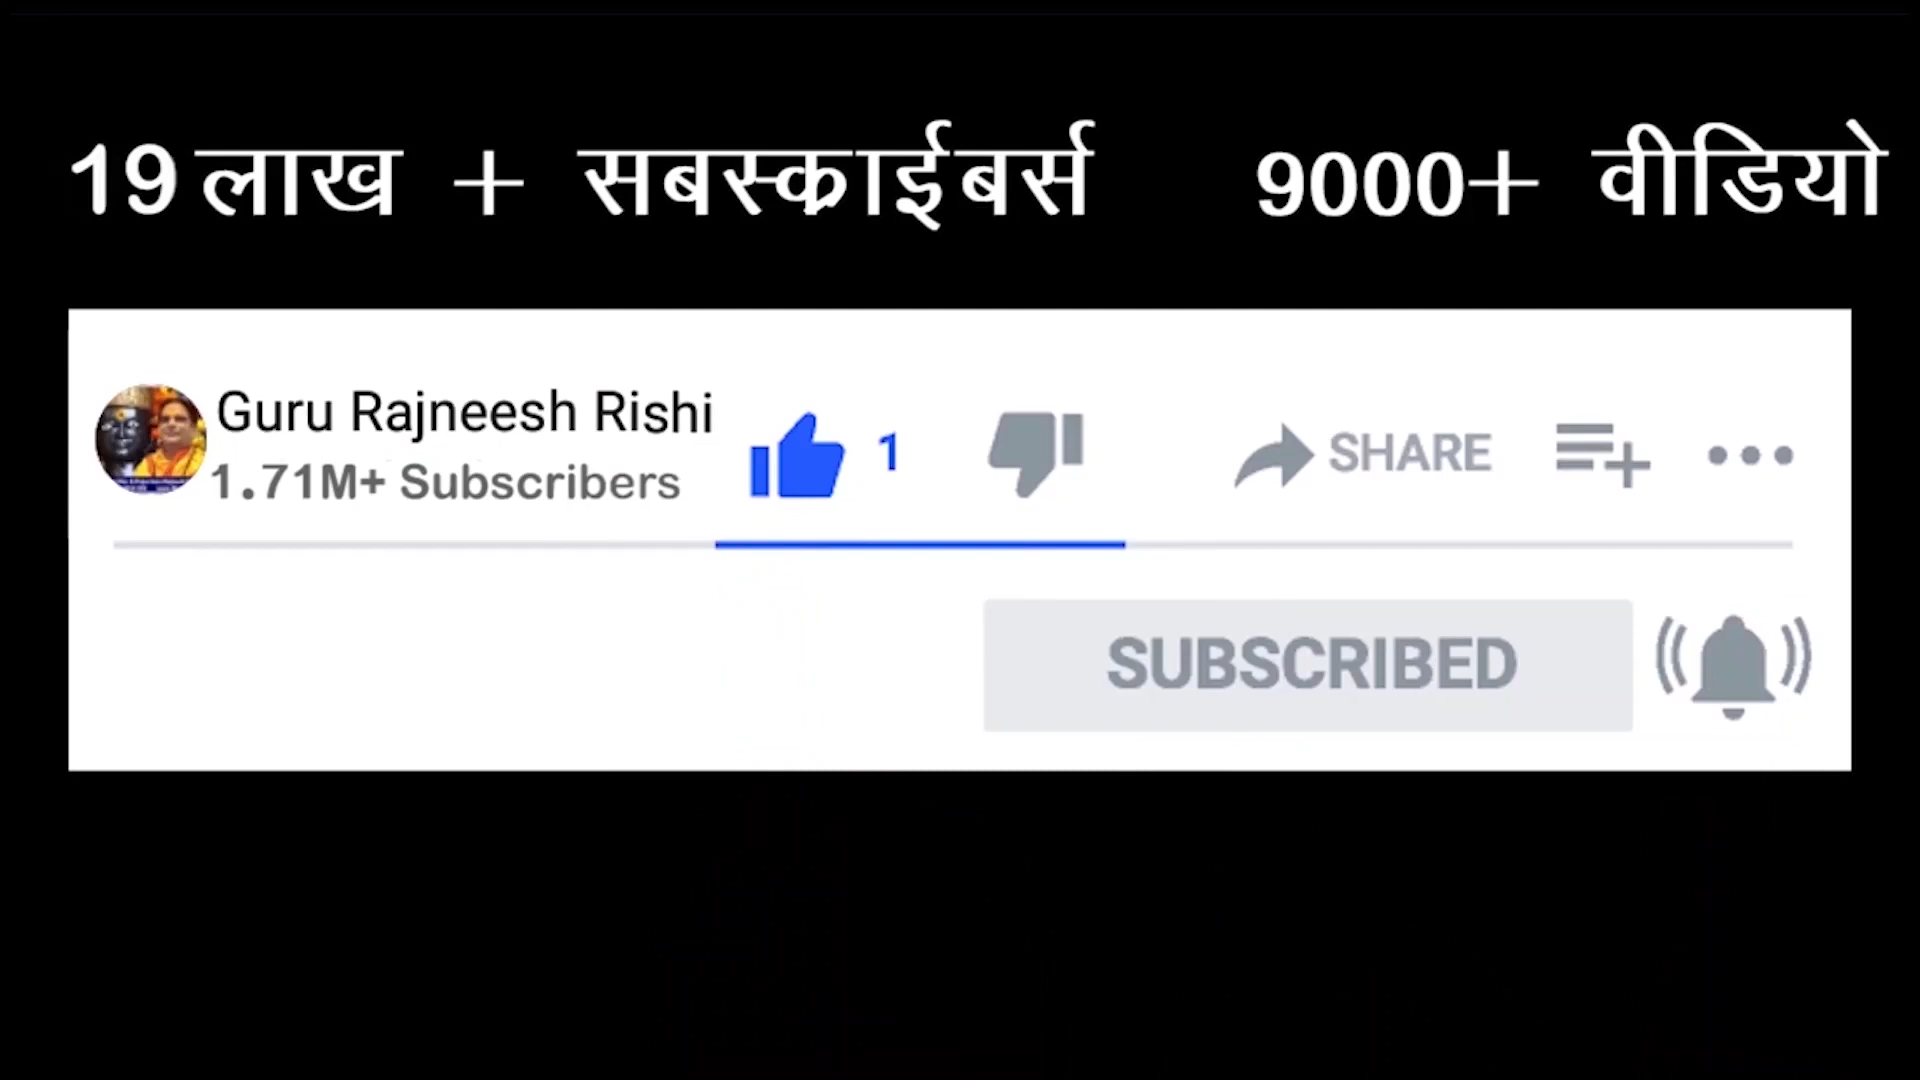 19 लाख + सबस्क्राईबर्स 9000+ वीडियो
Guru Rajneesh Rishi
1.71M+ Subscribers
1
SHARE
SUBSCRIBED